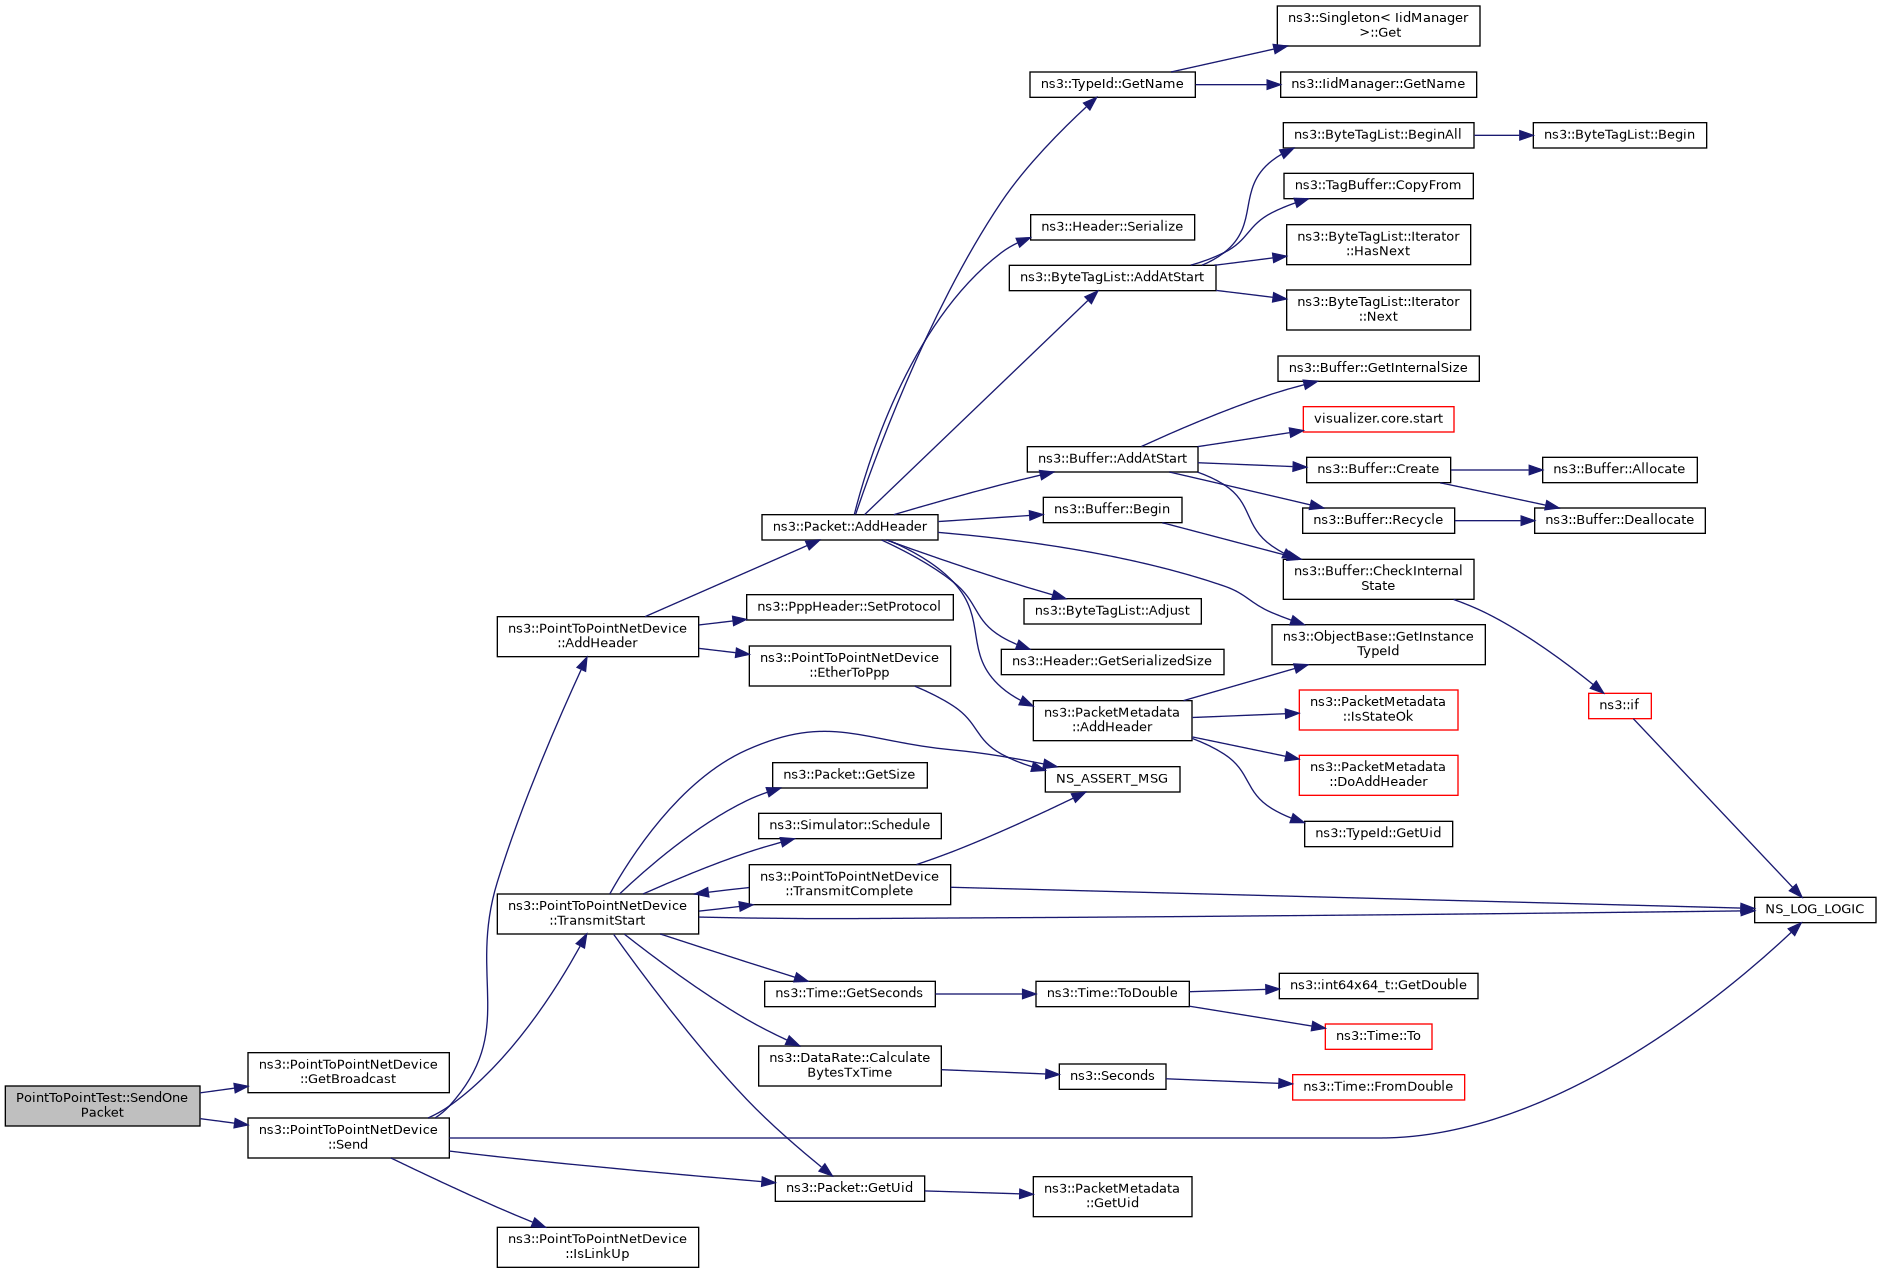 ns3::Singleton< IidManager
>::Get
ns3::TypeId::GetName
ns3::IidManager::GetName
ns3::ByteTagList::BeginAll
ns3::ByteTagList::Begin
ns3::TagBuffer::CopyFrom
ns3::Header::Serialize
ns3::ByteTagList::Iterator
::HasNext
ns3::ByteTagList::AddAtStart
ns3::ByteTagList::Iterator
::Next
ns3::Buffer::GetInternalSize
visualizer.core.start
ns3::Buffer::AddAtStart
ns3::Buffer::Create
ns3::Buffer::Allocate
ns3::Buffer::Begin
ns3::Buffer::Recycle
ns3::Buffer::Deallocate
ns3::Packet::AddHeader
ns3::Buffer::CheckInternal
State
ns3::PppHeader::SetProtocol
ns3::ByteTagList::Adjust
ns3::PointToPointNetDevice
::AddHeader
ns3::ObjectBase::GetInstance
TypeId
ns3::PointToPointNetDevice
::EtherToPpp
ns3::Header::GetSerializedSize
ns3::PacketMetadata
::AddHeader
ns3::PacketMetadata
::IsStateOk
ns3::if
ns3::Packet::GetSize
NS_ASSERT_MSG
ns3::PacketMetadata
::DoAddHeader
ns3::Simulator::Schedule
ns3::TypeId::GetUid
ns3::PointToPointNetDevice
::TransmitComplete
ns3::PointToPointNetDevice
::TransmitStart
NS_LOG_LOGIC
ns3::Time::GetSeconds
ns3::Time::ToDouble
ns3::int64x64_t::GetDouble
ns3::Time::To
ns3::DataRate::Calculate
BytesTxTime
ns3::Seconds
ns3::Time::FromDouble
ns3::PointToPointNetDevice
::GetBroadcast
PointToPointTest::SendOne
Packet
ns3::PointToPointNetDevice
::Send
ns3::Packet::GetUid
ns3::PacketMetadata
::GetUid
ns3::PointToPointNetDevice
::IsLinkUp